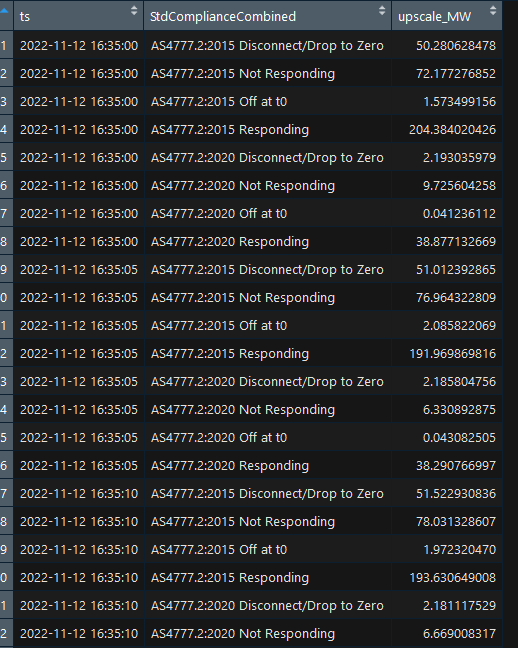 ts StdComplianceCombined upscale_MW
1 2022-11-12 16:35:00 AS4777.2:2015 Disconnect/Drop to Zero 50.280628478
2 2022-11-12 16:35:00 AS4777.2:2015 Not Responding 72.177276852
3 2022-11-12 16:35:00 AS4777.2:2015 Off at t0 1.573499156
4 2022-11-12 16:35:00 AS4777.2:2015 Responding 204.384020426
5 2022-11-12 16:35:00 AS4777.2:2020 Disconnect/Drop to Zero 2.193035979
6 2022-11-12 16:35:00 AS4777.2:2020 Not Responding 9.725604258
7 2022-11-12 16:35:00 AS4777.2:2020 Off at t0 0.041236112
8 2022-11-12 16:35:00 AS4777.2:2020 Responding 38.877132669
9 2022-11-12 16:35:05 AS4777.2:2015 Disconnect/Drop to Zero 51.012392865
0 2022-11-12 16:35:05 AS4777.2:2015 Not Responding 76.964322809
1 2022-11-12 16:35:05 AS4777.2:2015 Off at t0 2.085822069
2 2022-11-12 16:35:05 AS4777.2:2015 Responding 191.969869816
3 2022-11-12 16:35:05 AS4777.2:2020 Disconnect/Drop to Zero 2.185804756
4 2022-11-12 16:35:05 AS4777.2:2020 Not Responding 6.330892875
5 2022-11-12 16:35:05 AS4777.2:2020 Off at t0 0.043082505
6 2022-11-12 16:35:05 AS4777.2:2020 Responding 38.290766997
7 2022-11-12 16:35:10 AS4777.2:2015 Disconnect/Drop to Zero 51.522930836
8 2022-11-12 16:35:10 AS4777.2:2015 Not Responding 78.031328607
9 2022-11-12 16:35:10 AS4777.2:2015 Off at t0 1.972320470
0 2022-11-12 16:35:10 AS4777.2:2015 Responding 193.630649008
1 2022-11-12 16:35:10 AS4777.2:2020 Disconnect/Drop to Zero 2.181117529
2 2022-11-12 16:35:10 AS4777.2:2020 Not Responding 6.669008317